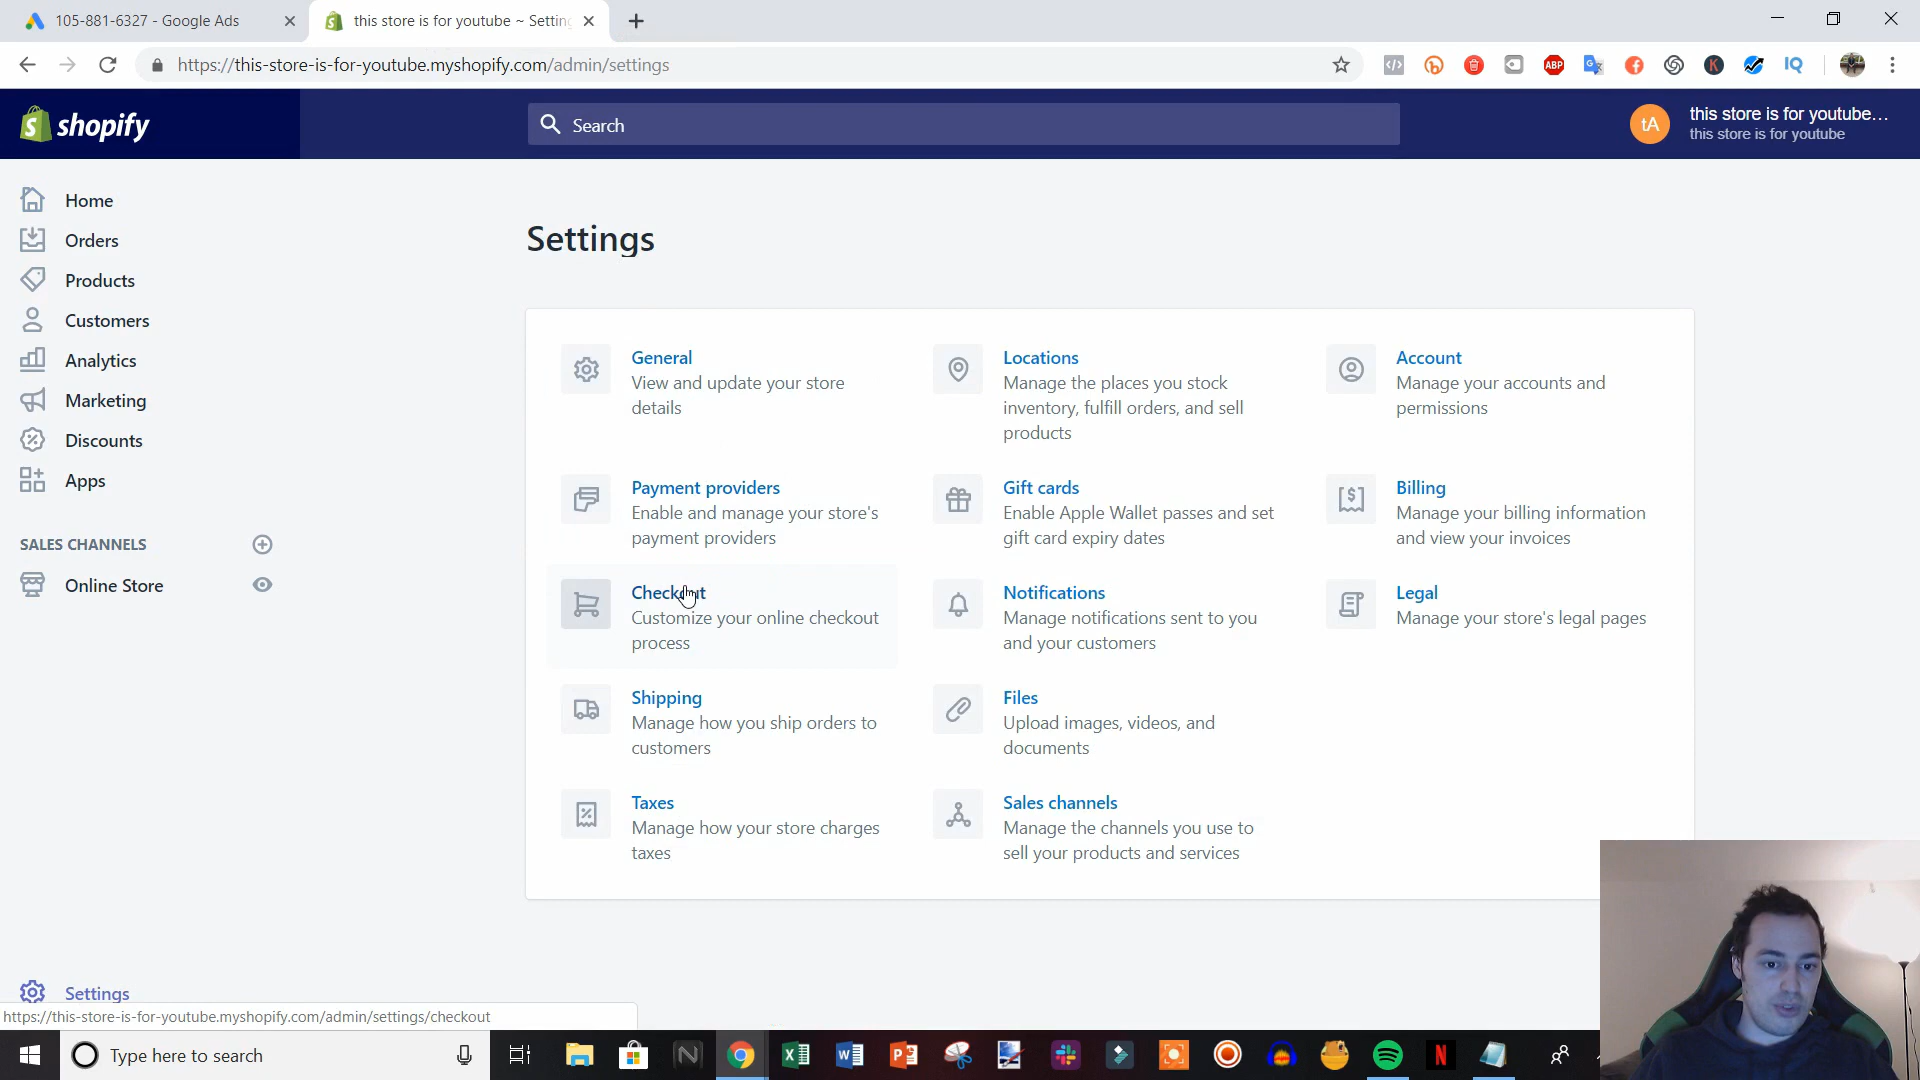 105-881-6327 - Google Ads
this store is for youtube ~ Settin
https://this-store-is-for-youtube.myshopify.com/admin/settings
ABP
K
IQ
shopify
Search
tA
this store is for youtube...
this store is for youtube
Home
Orders
Products
Customers
Analytics
Marketing
Discounts
Apps
SALES CHANNELS
Online Store
Settings
Settings
General
View and update your store
details
Locations
Manage the places you stock
inventory, fulfill orders, and sell
products
Account
Manage your accounts and
permissions
Payment providers
Enable and manage your store's
payment providers
Gift cards
Enable Apple Wallet passes and set
gift card expiry dates
Billing
Manage your billing information
and view your invoices
Checkout
Customize your online checkout
process
Notifications
Manage notifications sent to you
and your customers
Legal
Manage your store's legal pages
Shipping
Manage how you ship orders to
customers
Files
Upload images, videos, and
documents
Taxes
Manage how your store charges
taxes
Sales channels
Manage the channels you use to
sell your products and services
https://this-store-is-for-youtube.myshopify.com/admin/settings/checkout
Type here to search